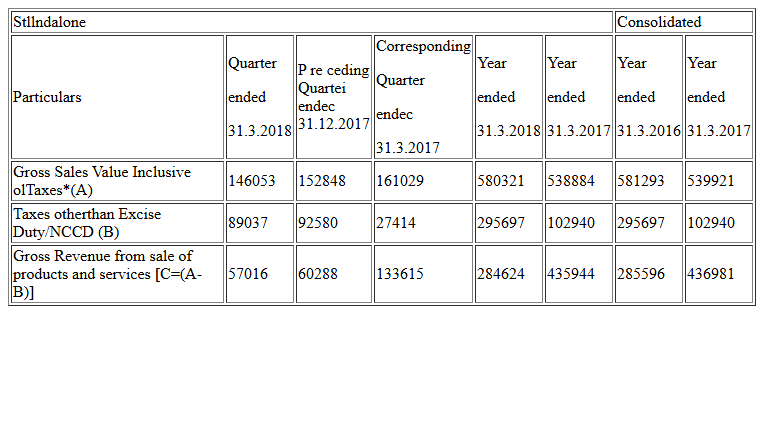 Stllndalone Consolidated
Particulars Quarter ended 31.3.2018 P re ceding Quartei endec 31.12.2017 Corresponding Quarter endec 31.3.2017 Year ended 31.3.2018 Year ended 31.3.2017 Year ended 31.3.2016 Year ended 31.3.2017
Gross Sales Value Inclusive
olTaxes*(A) 146053 152848 161029 580321 538884 581293 539921
Taxes otherthan Excise
Duty/NCCD (B) 89037 92580 27414 295697 102940 295697 102940
Gross Revenue from sale of
products and services [C=(A-
B)] 57016 60288 133615 284624 435944 285596 436981